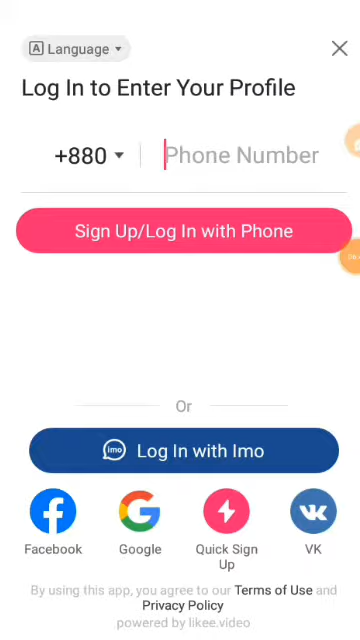 A Language
Log In to Enter Your Profile
+880 Phone Number
Sign Up/Log In with Phone
Or
imo Log In with Imo
Facebook Google Quick Sign Up VK
By using this app, you agree to our Terms of Use and
Privacy Policy
powered by likee.video